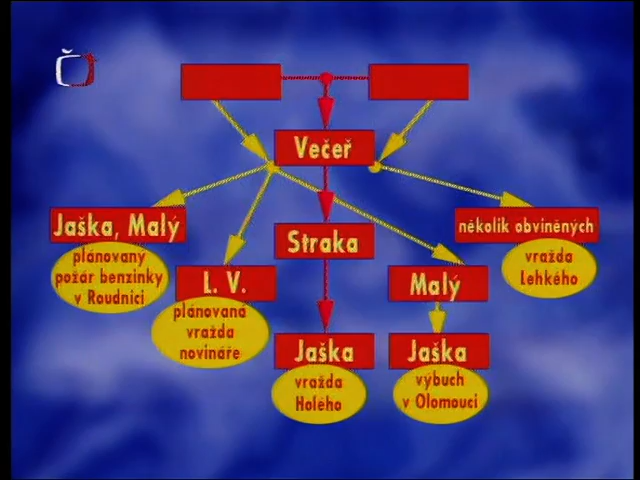 Č
Večeř
Jaška, Malý
plánovaný
požár benzinky
v Roudnici
L. V.
plánovaná
vražda
novináře
Straka
Jaška
vražda
Holého
Malý
Jaška
výbuch
v Olomouci
několik obviněných
vražda
Lehkého